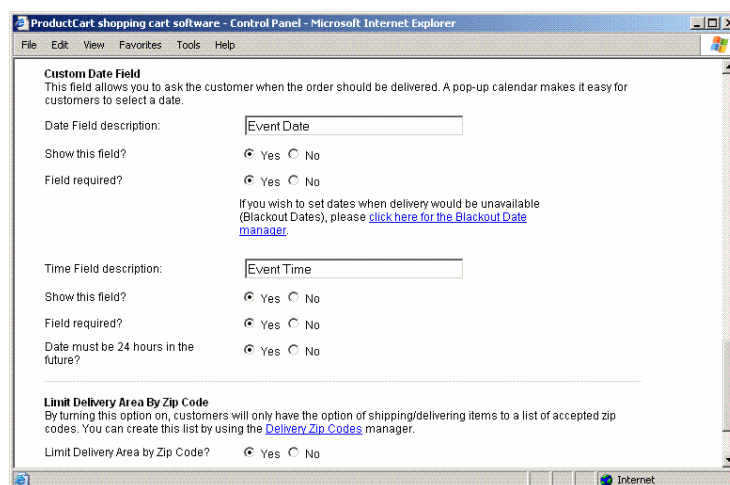 ProductCart shopping cart software - Control Panel - Microsoft Internet Explorer
File Edit View Favorites Tools Help
Custom Date Field
This field allows you to ask the customer when the order should be delivered. A pop-up calendar makes it easy for
customers to select a date.
Date Field description: Event Date
Show this field? Yes No
Field required? Yes No
If you wish to set dates when delivery would be unavailable
(Blackout Dates), please click here for the Blackout Date
manager.
Time Field description: Event Time
Show this field? Yes No
Field required? Yes No
Date must be 24 hours in the
future? Yes No
Limit Delivery Area By Zip Code
By turning this option on, customers will only have the option of shipping/delivering items to a list of accepted zip
codes. You can create this list by using the Delivery Zip Codes manager.
Limit Delivery Area by Zip Code? Yes No
Internet